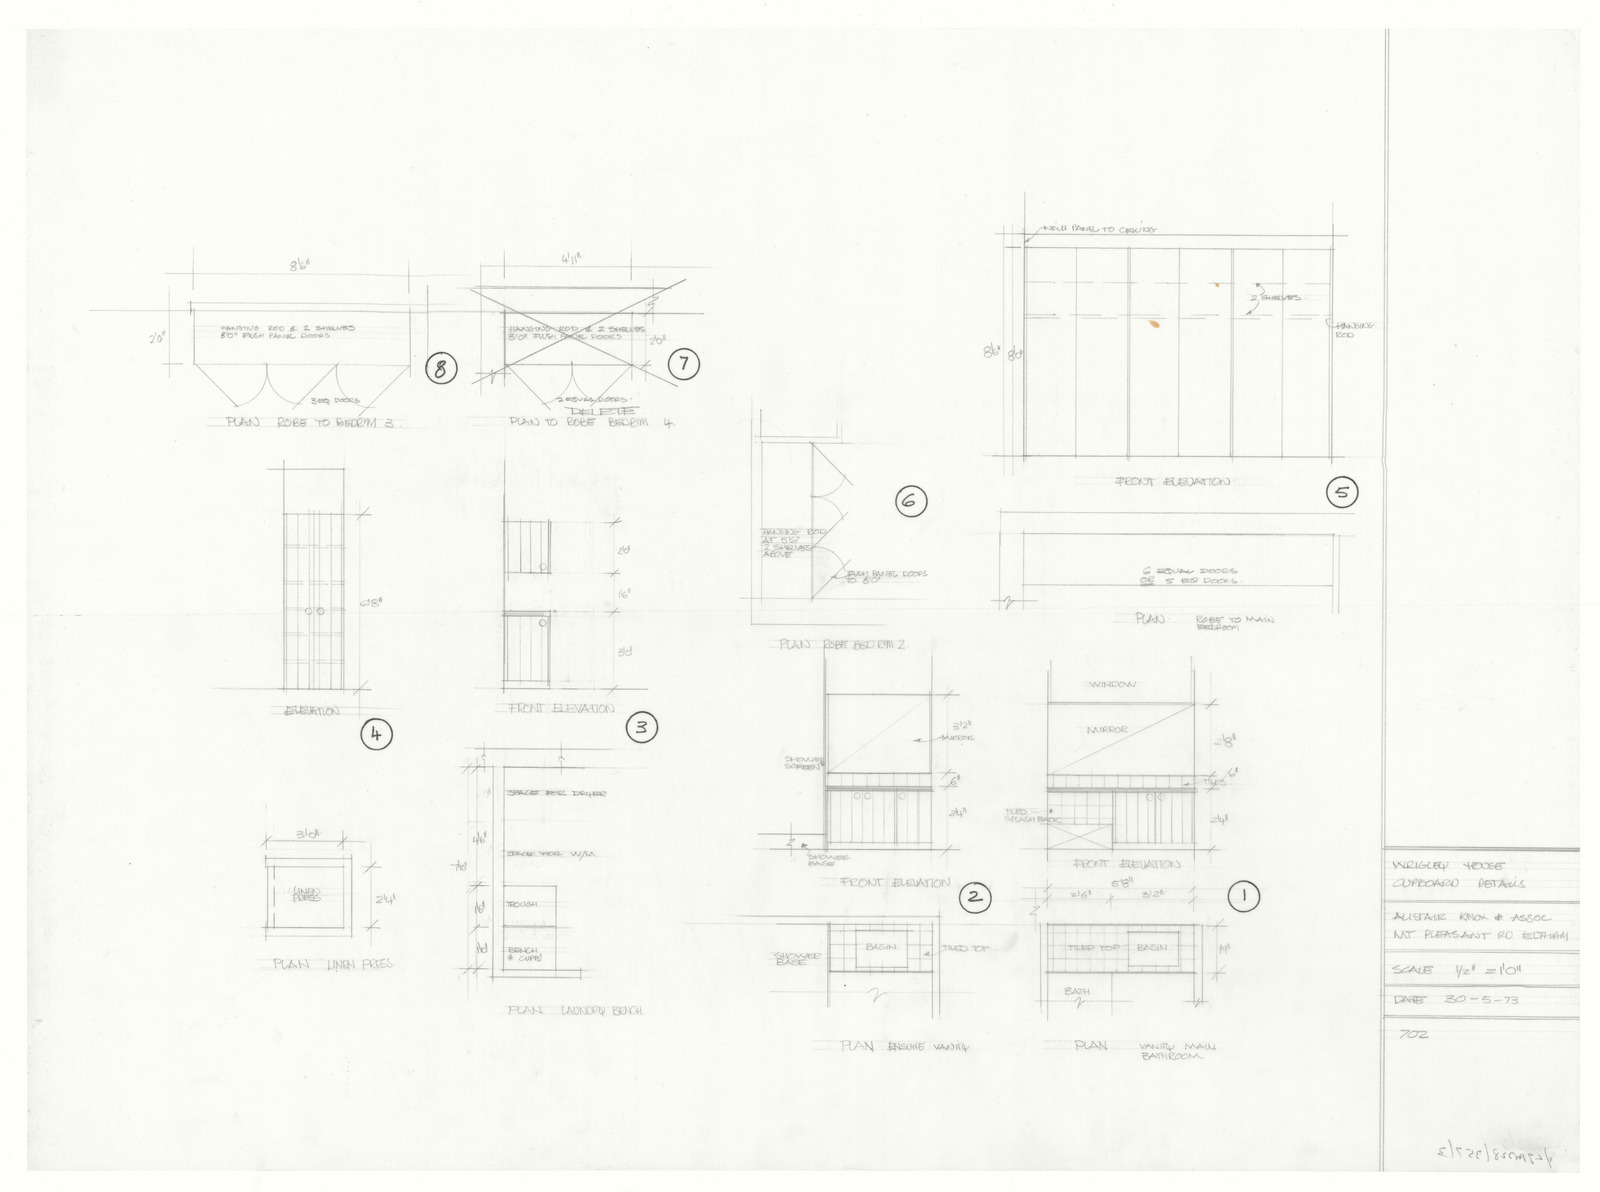 8'6"
2'0"
HANGING ROD & 2 SHELVES
8'0" FLUSH PANEL DOORS
3 EQ DOORS
8
PLAN ROBE TO BEDR'M 3
4'11"
HANGING ROD & 2 SHELVES
8'0" FLUSH PANEL DOORS
2'0"
2 EQUAL DOORS
DELETE
7
PLAN TO ROBE BEDR'M 4
HANGING ROD
AT 5'6"
2 SHELVES
ABOVE
FLUSH PANEL DOORS
TO 8'0"
6
PLAN ROBE BEDR'M 2
PANEL TO CEILING
2 SHELVES
HANGING
ROD
8'6"
8'0"
FRONT ELEVATION
5
6 EQUAL DOORS
OR 5 EQ DOORS
PLAN ROBE TO MAIN
BEDROOM
6'8"
ELEVATION
4
2'0"
1'6"
3'0"
FRONT ELEVATION
3
3'0"
LINEN
PRESS
2'4"
PLAN LINEN PRESS
SPACE FOR DRYER
SPACE FOR W/M
4'6"
TROUGH
1'6"
BENCH
& CUPB'D
PLAN LAUNDRY BENCH
3'2"
MIRROR
SHOWER
SCREEN
6"
2'4"
SHOWER
BASE
FRONT ELEVATION
2
BASIN
TILED TOP
SHOWER
BASE
PLAN ENSUITE VANITY
WINDOW
MIRROR
6"
TILES
TILED
SPLASH BACK
2'4"
FRONT ELEVATION
5'8"
2'6"
3'2"
1
TILED TOP
BASIN
BATH
PLAN VANITY MAIN
BATHROOM
WRIGLEY HOUSE
CUPBOARD DETAILS
ALISTAIR KNOX & ASSOC
MT PLEASANT RD ELTHAM
SCALE 1/2" = 1'0"
DATE 30-5-73
702